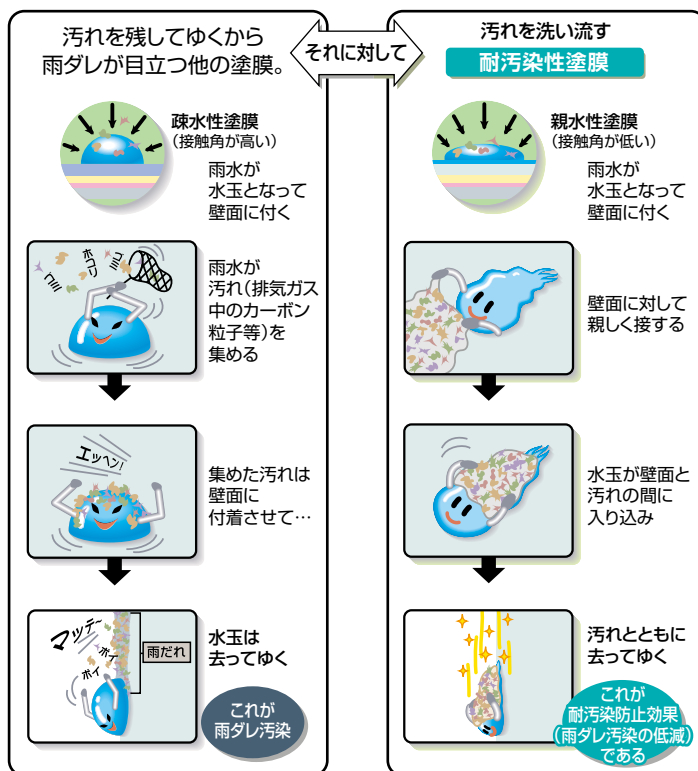 汚れを残してゆくから
雨ダレが目立つ他の塗膜。
それに対して
汚れを洗い流す
耐汚染性塗膜
疎水性塗膜
(接触角が高い)
雨水が
水玉となって
壁面に付く
ゴミ
ホコリ
ゴミ
雨水が
汚れ(排気ガス
中のカーボン
粒子等)を
集める
エッヘン!
集めた汚れは
壁面に
付着させて…
マッテ〜
ポイ
ポイ
雨だれ
水玉は
去ってゆく
これが
雨ダレ汚染
親水性塗膜
(接触角が低い)
雨水が
水玉となって
壁面に付く
壁面に対して
親しく接する
水玉が壁面と
汚れの間に
入り込み
汚れとともに
去ってゆく
これが
耐汚染防止効果
(雨ダレ汚染の低減)
である